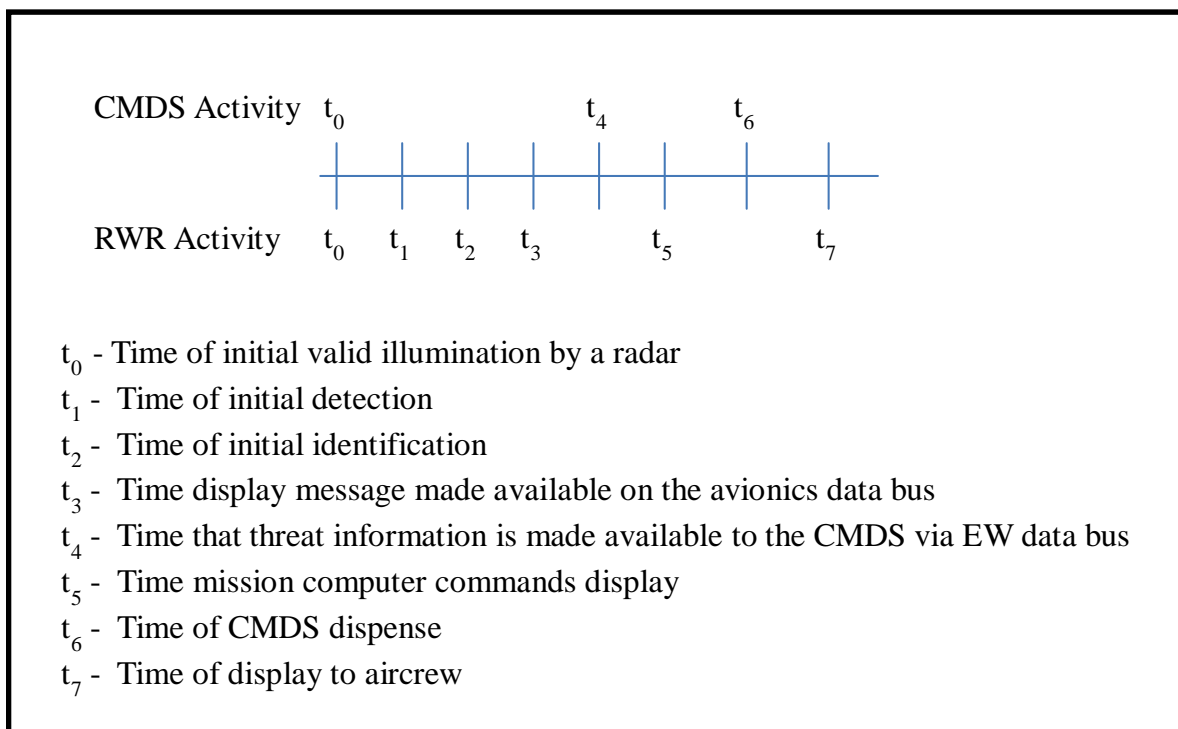 CMDS Activity t0 t4 t6
RWR Activity t0 t1 t2 t3 t5 t7
t0 - Time of initial valid illumination by a radar
t1 - Time of initial detection
t2 - Time of initial identification
t3 - Time display message made available on the avionics data bus
t4 - Time that threat information is made available to the CMDS via EW data bus
t5 - Time mission computer commands display
t6 - Time of CMDS dispense
t7 - Time of display to aircrew